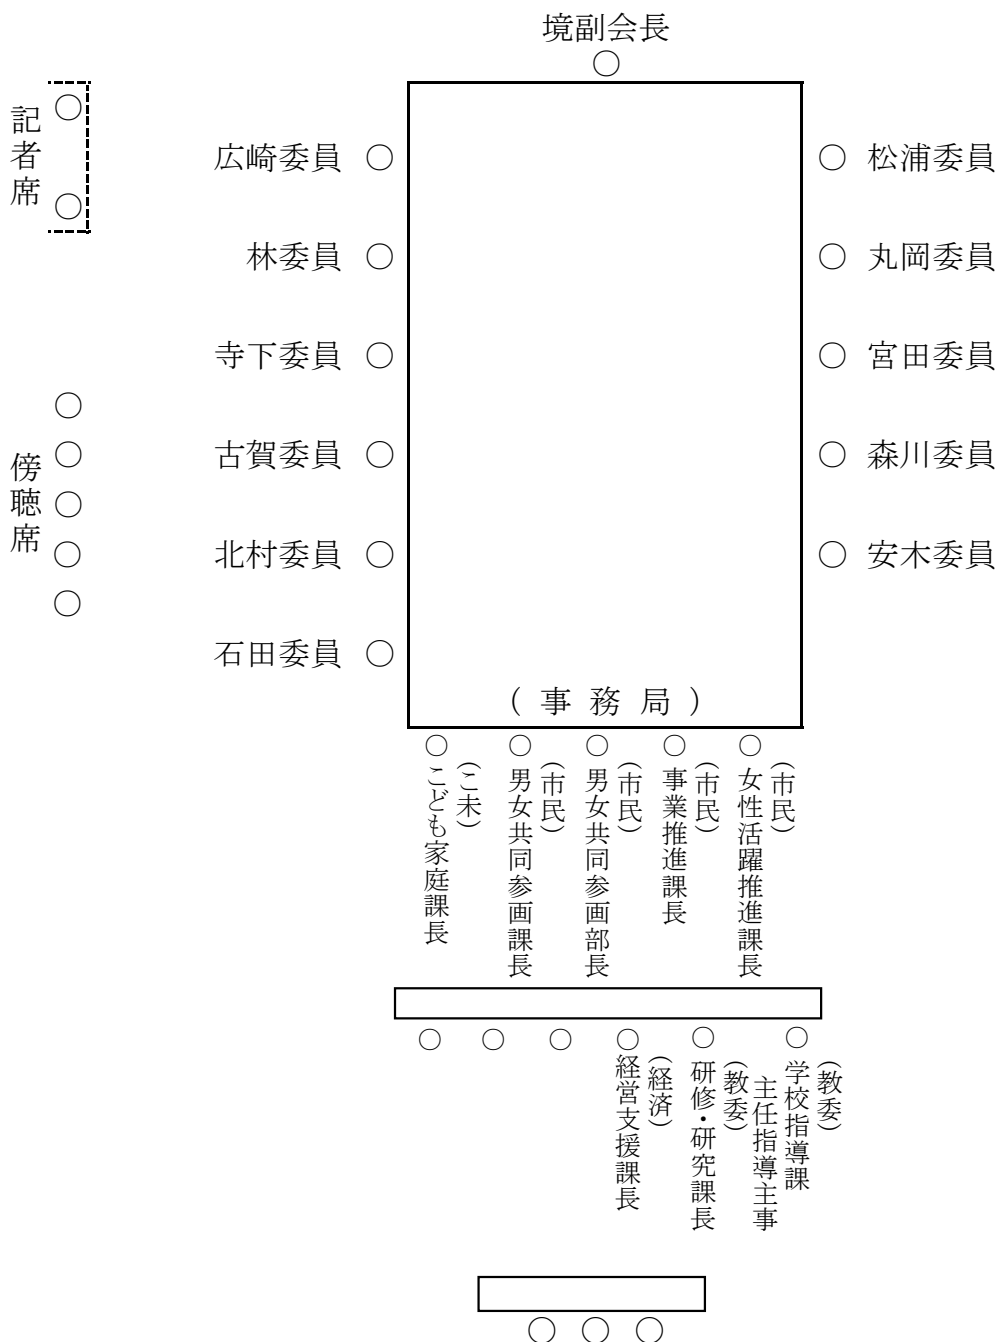 境副会長
記者席
広崎委員
松浦委員
林委員
丸岡委員
寺下委員
宮田委員
傍聴席
古賀委員
森川委員
北村委員
安木委員
石田委員
(事務局)
(市民)
女性活躍推進課長
(市民)
事業推進課長
(市民)
男女共同参画部長
(市民)
男女共同参画課長
(こ未)
こども家庭課長
(教委)
学校指導課
主任指導主事
(教委)
研修・研究課長
(経済)
経営支援課長